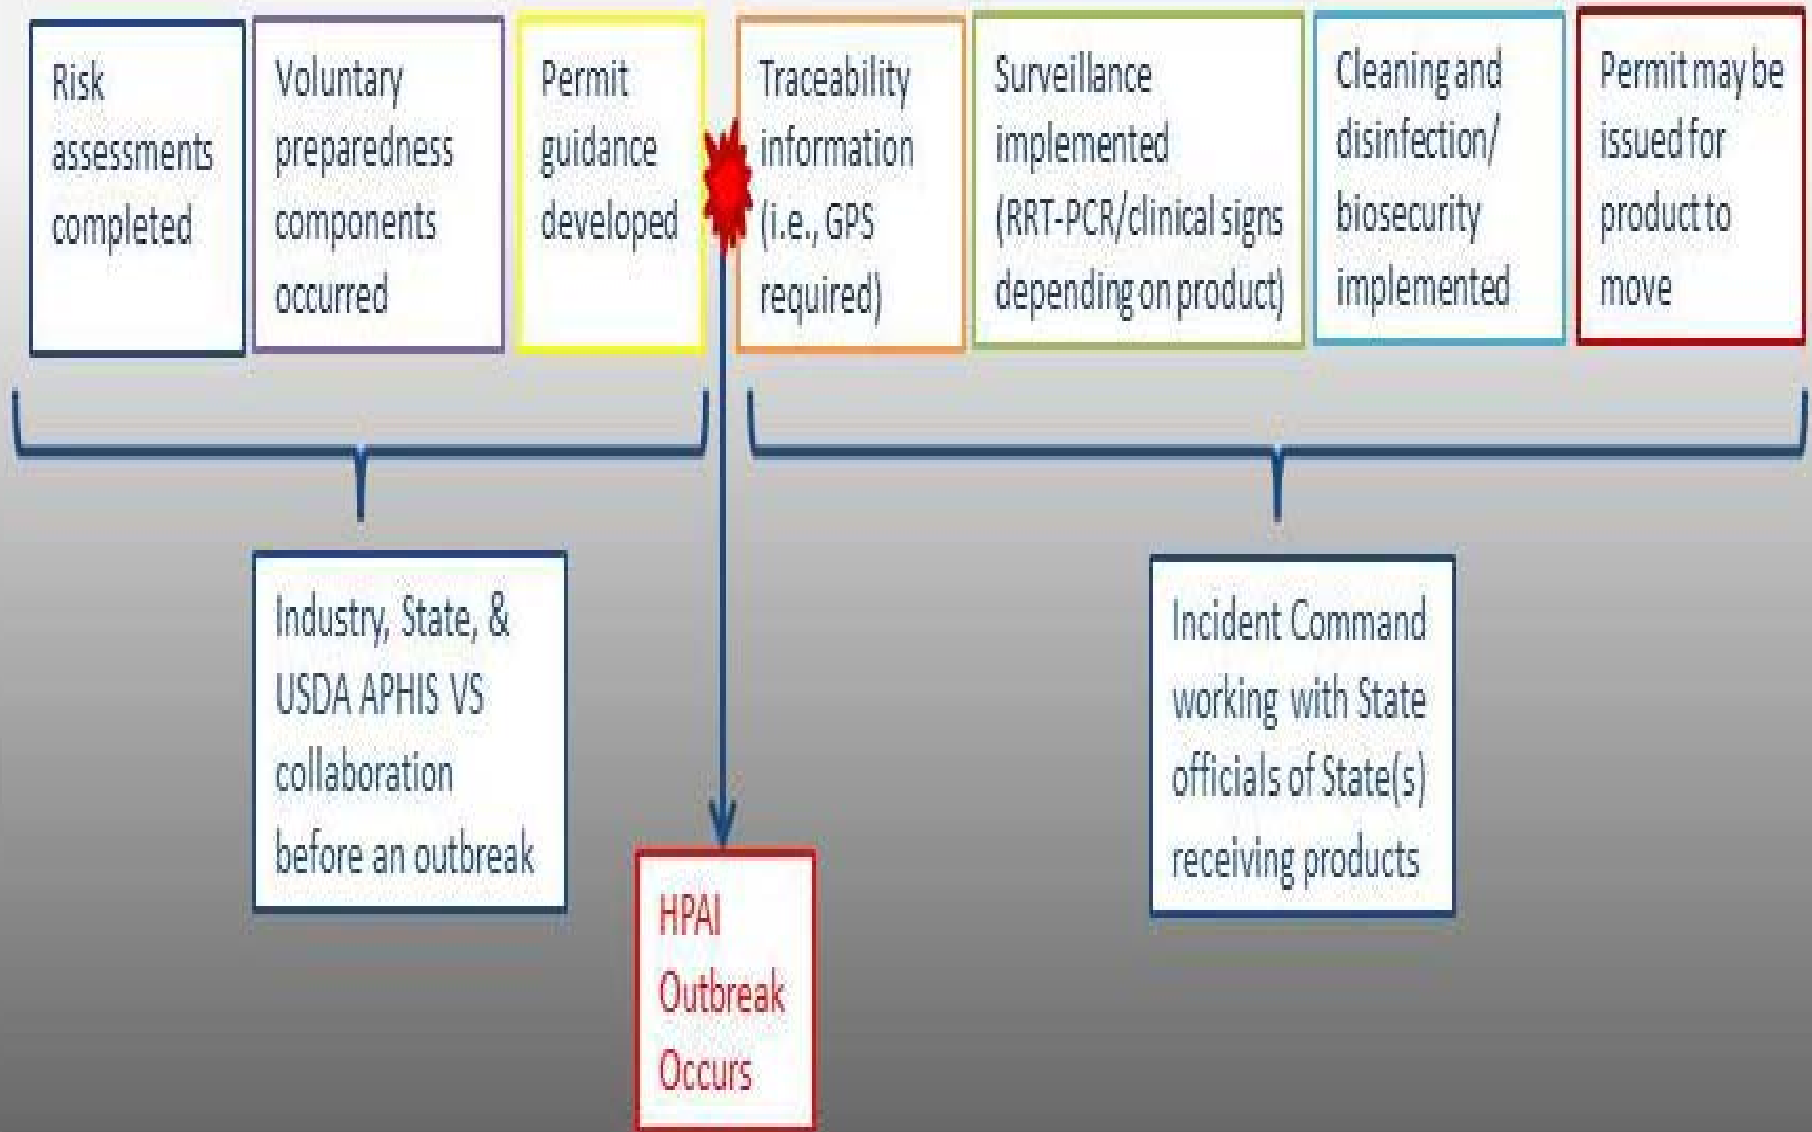 Risk
assessments
completed
Voluntary
preparedness
components
occurred
Permit
guidance
developed
Traceability
information
(i.e., GPS
required)
Surveillance
implemented
(RRT-PCR/clinical signs
depending on product)
Cleaning and
disinfection/
biosecurity
implemented
Permit may be
issued for
product to
move
Industry, State, &
USDA APHIS VS
collaboration
before an outbreak
HPAI
Outbreak
Occurs
Incident Command
working with State
officials of State(s)
receiving products